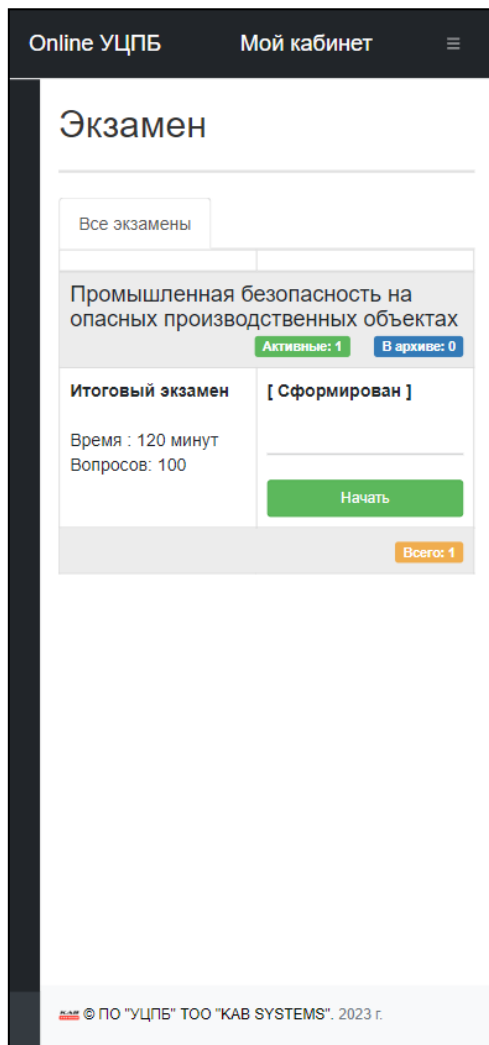 Online УЦПБ Мой кабинет ≡
Экзамен
Все экзамены
Промышленная безопасность на
опасных производственных объектах
Активные: 1 В архиве: 0
Итоговый экзамен [ Сформирован ]
Время : 120 минут
Вопросов: 100
Начать
Всего: 1
KAB © ПО "УЦПБ" ТОО "KAB SYSTEMS". 2023 г.